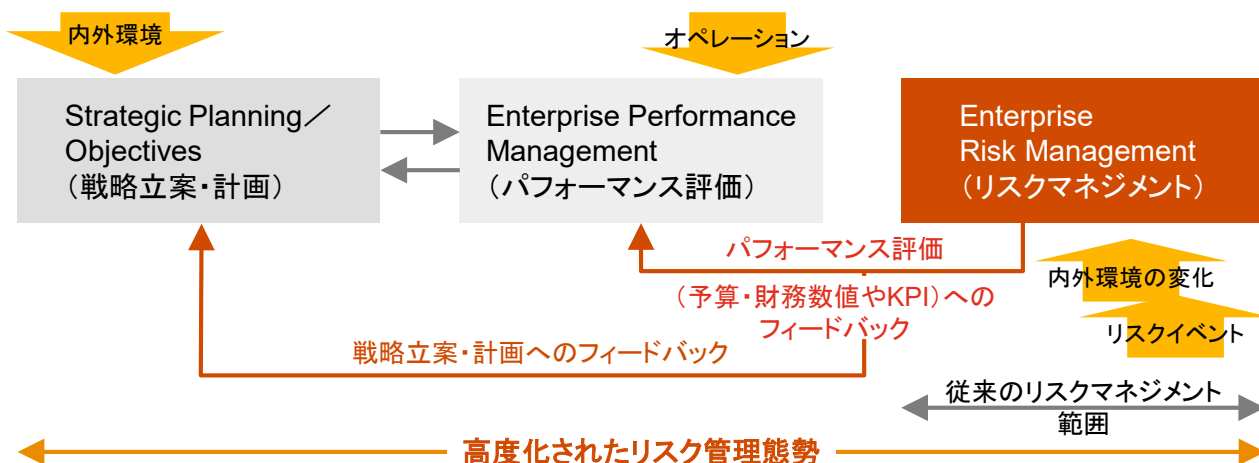 内外環境
オペレーション
Strategic Planning／
Objectives
（戦略立案・計画）
Enterprise Performance
Management
（パフォーマンス評価）
Enterprise
Risk Management
（リスクマネジメント）
パフォーマンス評価
（予算・財務数値やKPI）への
フィードバック
内外環境の変化
リスクイベント
戦略立案・計画へのフィードバック
従来のリスクマネジメント
範囲
高度化されたリスク管理態勢